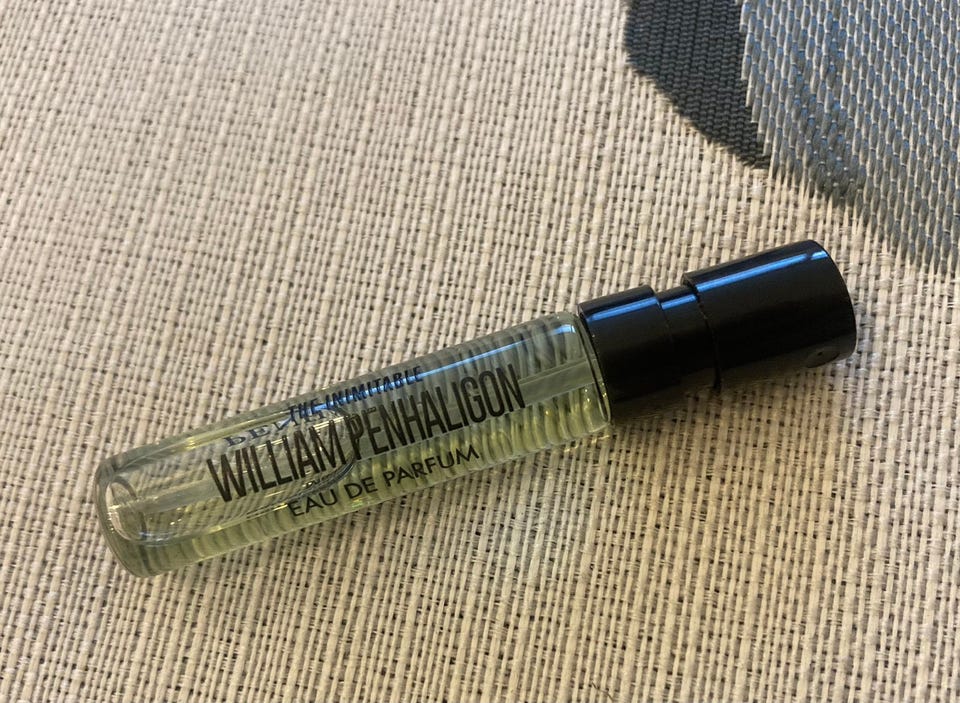 THE INIMITABLE
WILLIAM PENHALIGON
EAU DE PARFUM